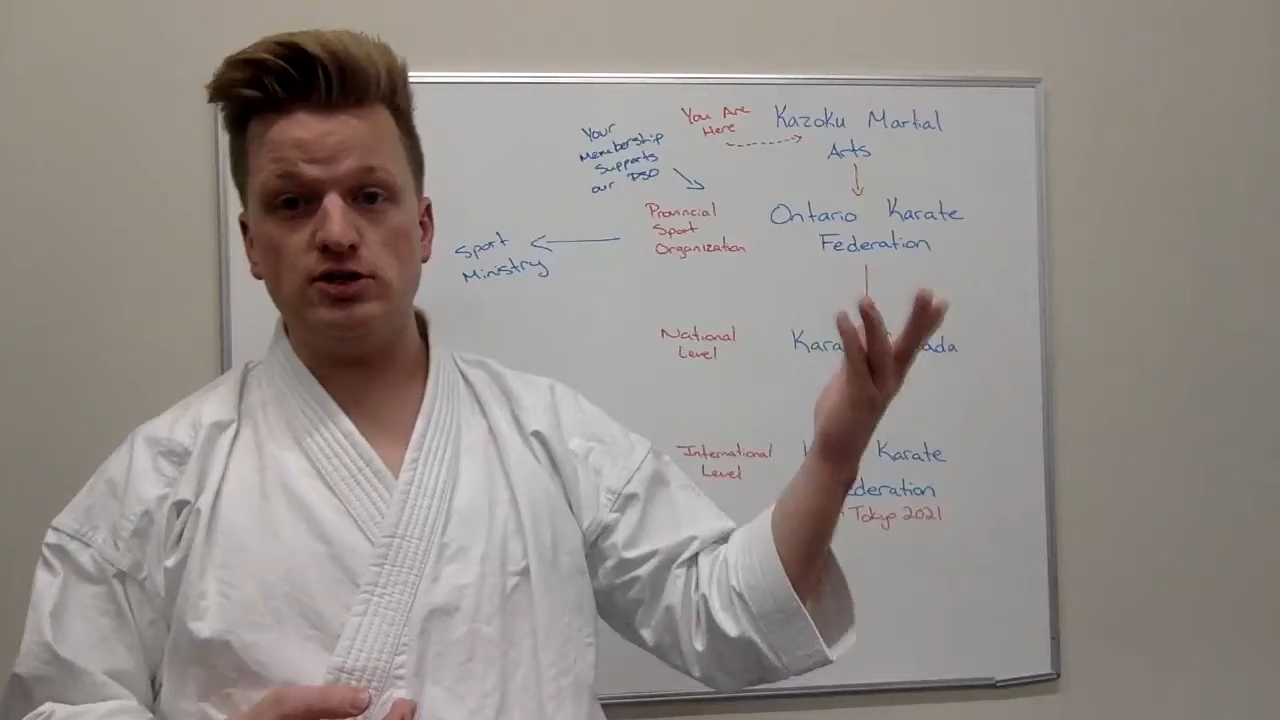 You Are
Here
Kazoku Martial
Arts
Your
Membership
Supports
our PSO
Provincial
Sport
Organization
Ontario Karate
Federation
Sport
Ministry
National
Level
International
Level
Karate
Tokyo 2021